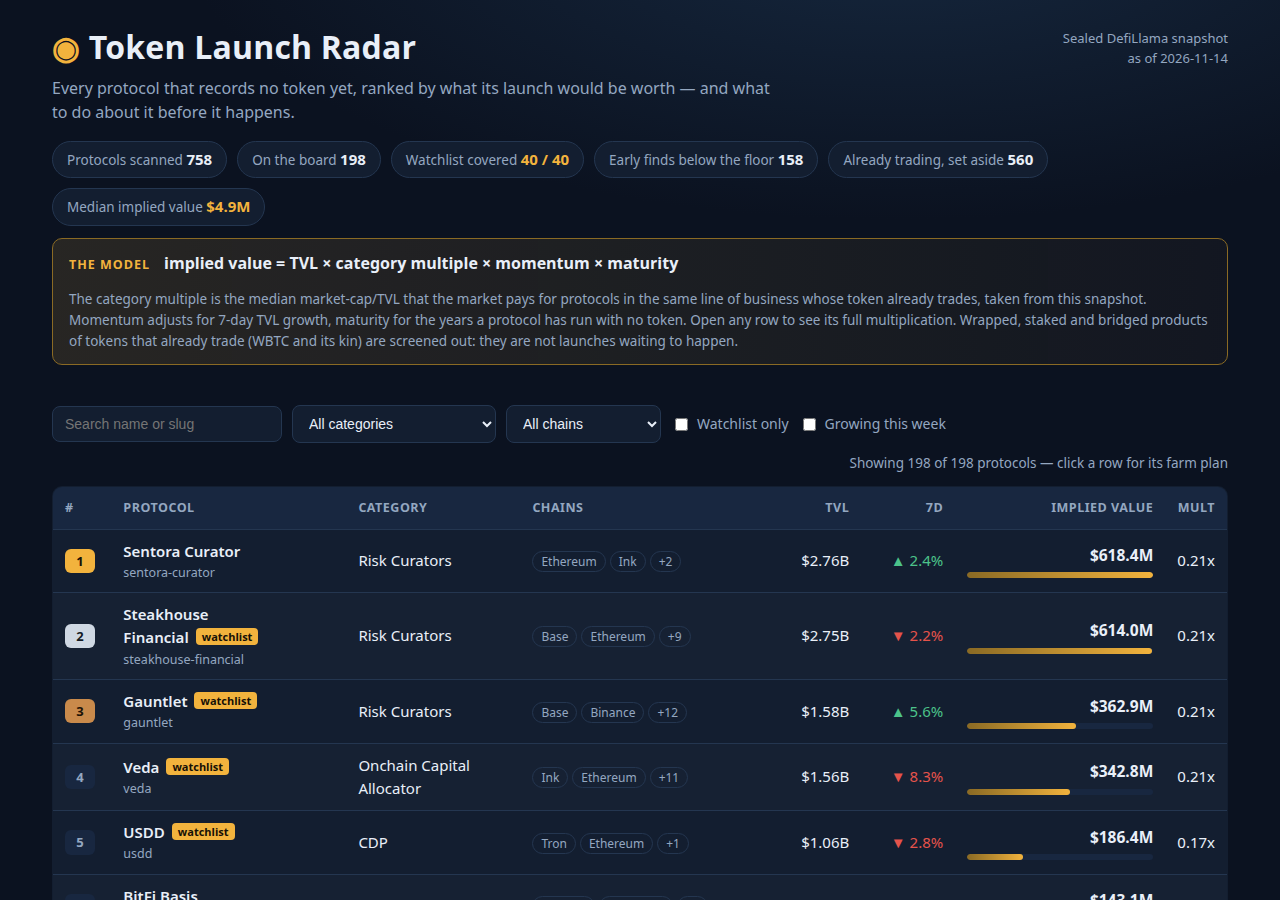 Token Launch Radar
Sealed DefiLlama snapshot
as of 2026-11-14
Every protocol that records no token yet, ranked by what its launch would be worth — and what
to do about it before it happens.
Protocols scanned 758
On the board 198
Watchlist covered 40 / 40
Early finds below the floor 158
Already trading, set aside 560
Median implied value $4.9M
THE MODEL implied value = TVL × category multiple × momentum × maturity
The category multiple is the median market-cap/TVL that the market pays for protocols in the same line of business whose token already trades, taken from this snapshot.
Momentum adjusts for 7-day TVL growth, maturity for the years a protocol has run with no token. Open any row to see its full multiplication. Wrapped, staked and bridged products
of tokens that already trade (WBTC and its kin) are screened out: they are not launches waiting to happen.
Search name or slug
All categories
All chains
Watchlist only
Growing this week
Showing 198 of 198 protocols — click a row for its farm plan
# PROTOCOL CATEGORY CHAINS TVL 7D IMPLIED VALUE MULT
1 Sentora Curator sentora-curator Risk Curators Ethereum Ink +2 $2.76B ▲ 2.4% $618.4M 0.21x
2 Steakhouse Financial watchlist steakhouse-financial Risk Curators Base Ethereum +9 $2.75B ▼ 2.2% $614.0M 0.21x
3 Gauntlet watchlist gauntlet Risk Curators Base Binance +12 $1.58B ▲ 5.6% $362.9M 0.21x
4 Veda watchlist veda Onchain Capital Allocator Ink Ethereum +11 $1.56B ▼ 8.3% $342.8M 0.21x
5 USDD watchlist usdd CDP Tron Ethereum +1 $1.06B ▼ 2.8% $186.4M 0.17x
BitFi Basis $143.1M